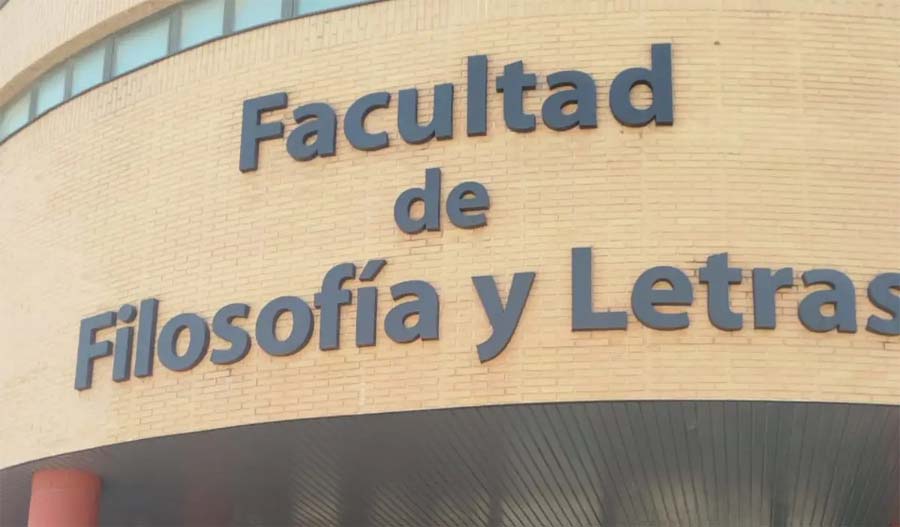 Facultad
de
Filosofía y Letras